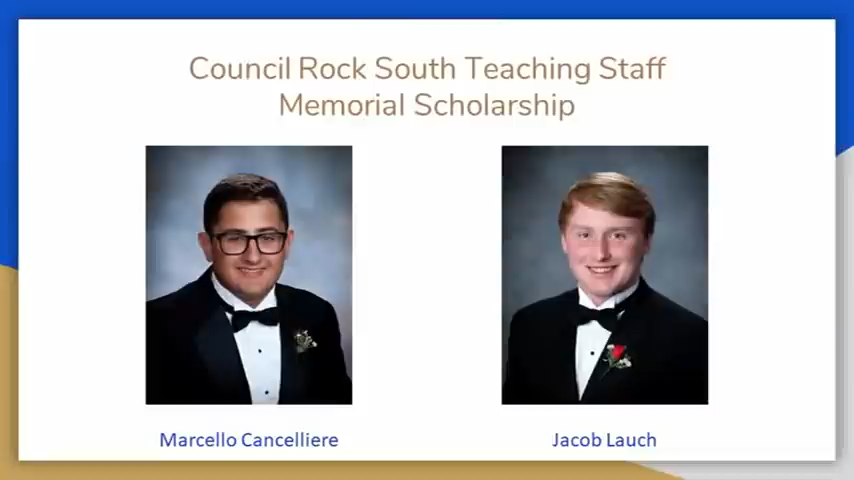 Council Rock South Teaching Staff
Memorial Scholarship
Marcello Cancelliere
Jacob Lauch